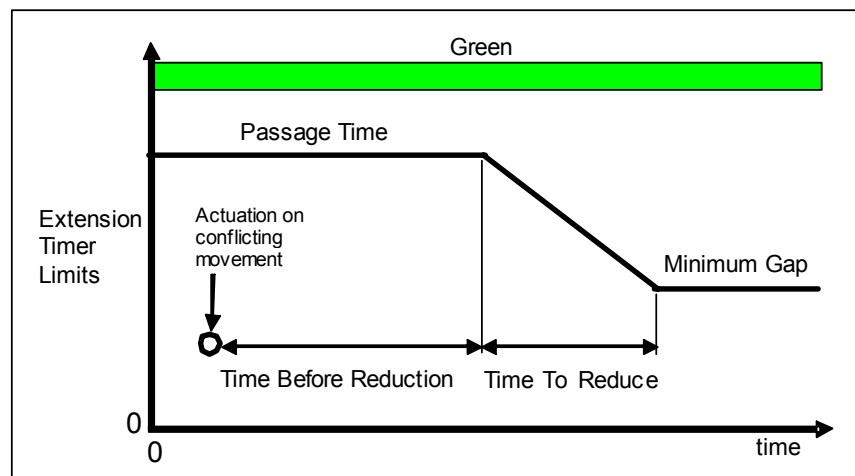 Green
Passage Time
Extension
Timer
Limits
Actuation on
conflicting
movement
Minimum Gap
Time Before Reduction
Time To Reduce
0
0
time